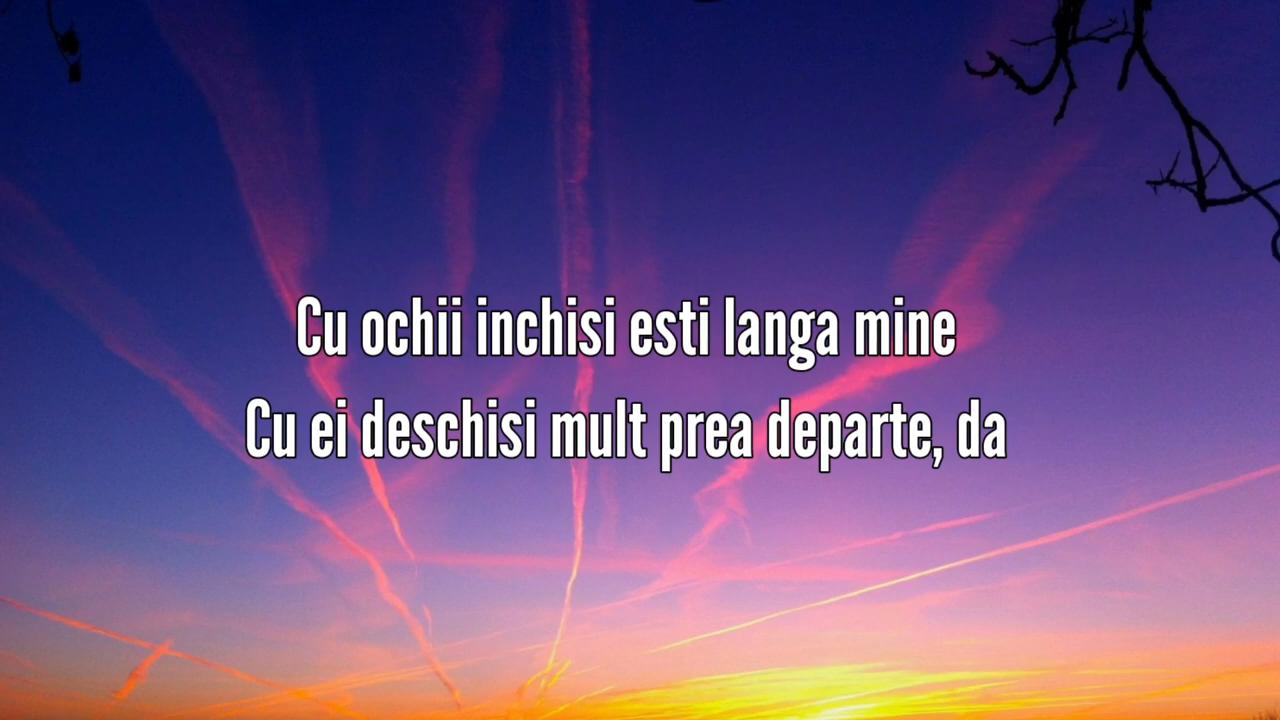 Cu ochii inchisi esti langa mine
Cu ei deschisi mult prea departe, da